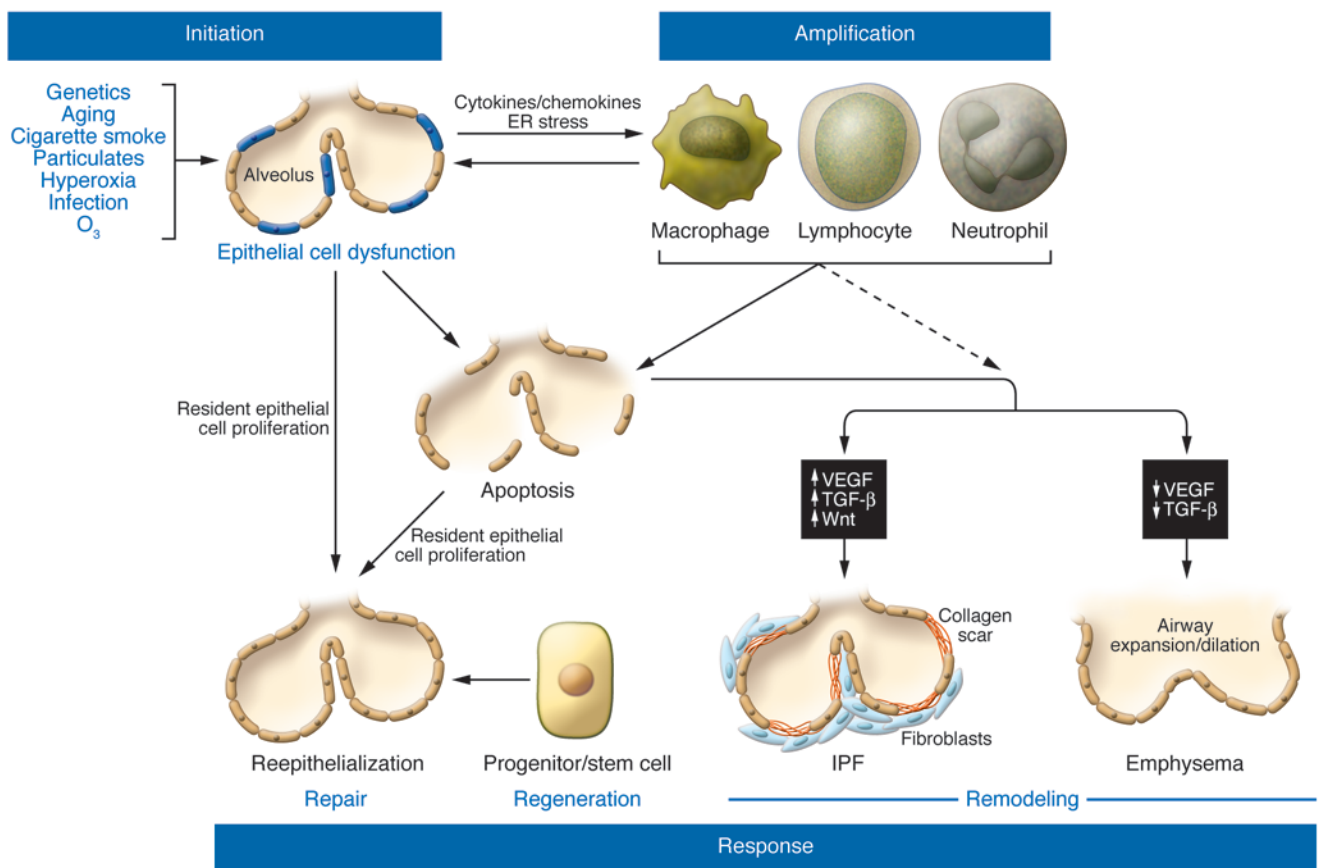 Initiation
Amplification
Genetics
Aging
Cigarette smoke
Particulates
Hyperoxia
Infection
O₃
Alveolus
Epithelial cell dysfunction
Cytokines/chemokines
ER stress
Macrophage
Lymphocyte
Neutrophil
Resident epithelial
cell proliferation
Apoptosis
Resident epithelial
cell proliferation
VEGF
TGF-β
Wnt
VEGF
TGF-β
Collagen
scar
Fibroblasts
Airway
expansion/dilation
Reepithelialization
Progenitor/stem cell
IPF
Emphysema
Repair
Regeneration
Remodeling
Response